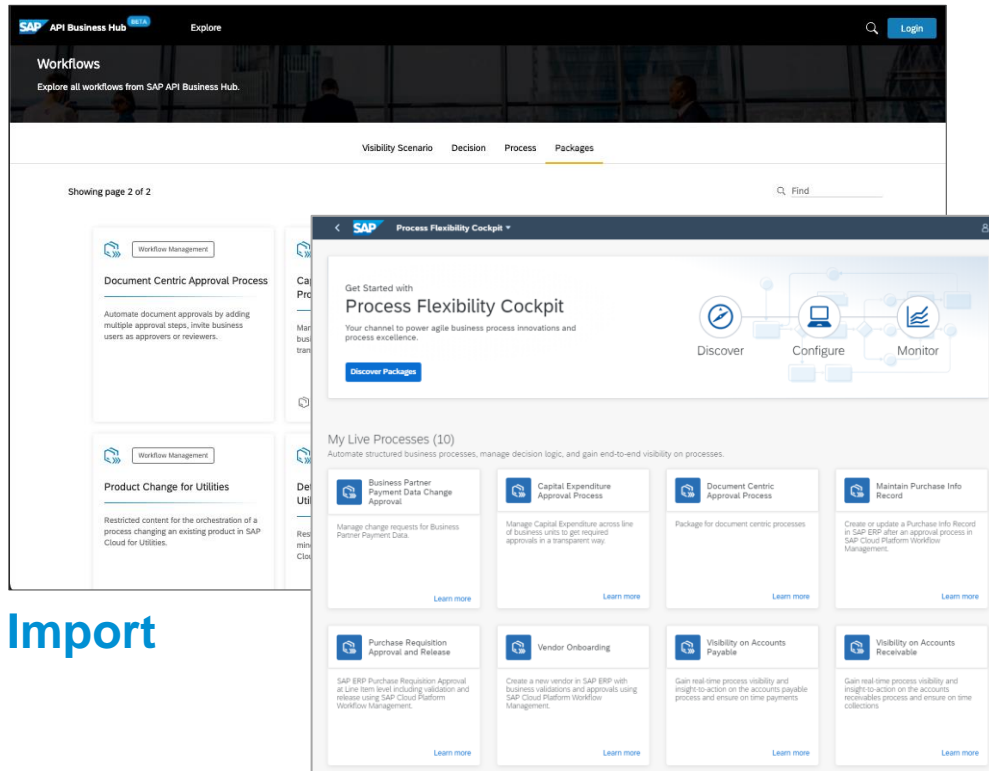 SAP API Business Hub BETA Explore Login
Workflows
Explore all workflows from SAP API Business Hub.
Visibility Scenario Decision Process Packages
Showing page 2 of 2 Find
Workflow Management
Document Centric Approval Process
Automate document approvals by adding
multiple approval steps, invite business
users as approvers or reviewers.
Workflow Management
Product Change for Utilities
Restricted content for the orchestration of a
process changing an existing product in SAP
Cloud for Utilities.
SAP Process Flexibility Cockpit
Get Started with
Process Flexibility Cockpit
Your channel to power agile business process innovations and
process excellence.
Discover Packages
Discover Configure Monitor
My Live Processes (10)
Automate structured business processes, manage decision logic, and gain end-to-end visibility on processes.
Business Partner
Payment Data Change
Approval
Manage change requests for Business
Partner Payment Data.
Learn more
Capital Expenditure
Approval Process
Manage Capital Expenditure across line
of business units to get required
approvals in a transparent way.
Learn more
Document Centric
Approval Process
Package for document centric processes
Learn more
Maintain Purchase Info
Record
Create or update a Purchase Info Record
in SAP ERP after an approval process in
SAP Cloud Platform Workflow
Management.
Learn more
Purchase Requisition
Approval and Release
SAP ERP Purchase Requisition Approval
at Line Item level including validation and
release using SAP Cloud Platform
Workflow Management.
Learn more
Vendor Onboarding
Create a new vendor in SAP ERP with
business validations and approvals using
SAP Cloud Platform Workflow
Management.
Learn more
Visibility on Accounts
Payable
Gain real-time process visibility and
insight-to-action on the accounts payable
process and ensure on time payments
Learn more
Visibility on Accounts
Receivable
Gain real-time process visibility and
insight-to-action on the accounts
receivables process and ensure on time
collections
Learn more
Import